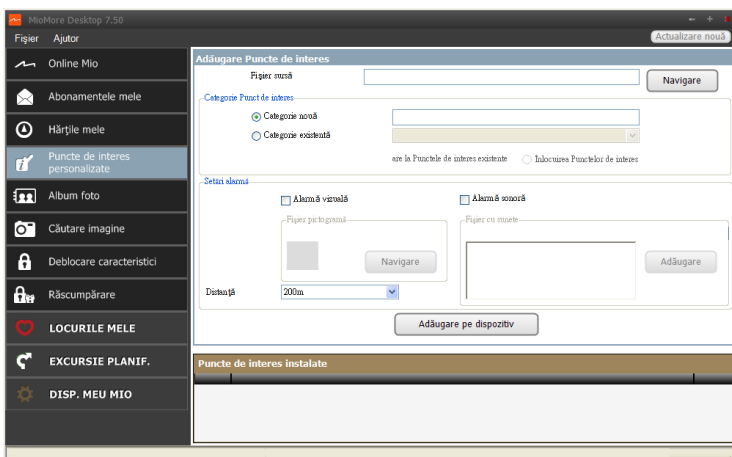 MioMore Desktop 7.50
Fișier Ajutor
Actualizare nouă
Online Mio
Abonamentele mele
Hărțile mele
Puncte de interes
personalizate
Album foto
Căutare imagine
Deblocare caracteristici
Răscumpărare
LOCURILE MELE
EXCURSIE PLANIF.
DISP. MEU MIO
Adăugare Puncte de interes
Fișier sursă
Navigare
Categorie Punct de interes
Categorie nouă
Categorie existentă
are la Punctele de interes existente
Inlocuirea Punctelor de interes
Setări alarmă
Alarmă vizuală
Alarmă sonoră
Fișier pictogramă
Navigare
Fișier cu sunete
Adăugare
Distanță
200m
Adăugare pe dispozitiv
Puncte de interes instalate